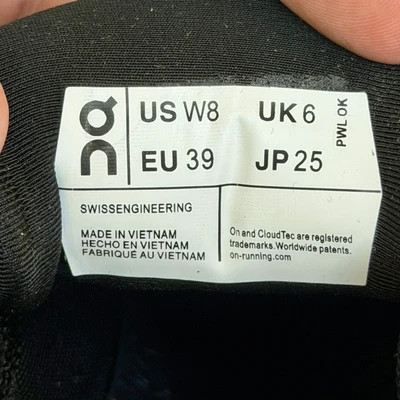 US W8 UK 6
EU 39 JP 25
PWL OK
SWISSENGINEERING
MADE IN VIETNAM
HECHO EN VIETNAM
FABRIQUÉ AU VIETNAM
On and CloudTec are registered
trademarks. Worldwide patents.
on-running.com